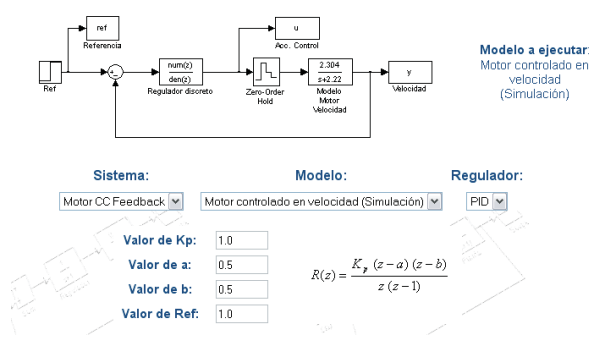 ref
Referencia
u
Acc. Control
Ref
num(z)
den(z)
Regulador discreto
Zero-Order
Hold
2.304
s+2.22
Modelo
Motor
Velocidad
y
Velocidad
Modelo a ejecutar:
Motor controlado en
velocidad
(Simulación)
Sistema:
Modelo:
Regulador:
Motor CC Feedback
Motor controlado en velocidad (Simulación)
PID
Valor de Kp: 1.0
Valor de a: 0.5
Valor de b: 0.5
Valor de Ref: 1.0
R(z) = K_p (z−a) (z−b) / z (z−1)